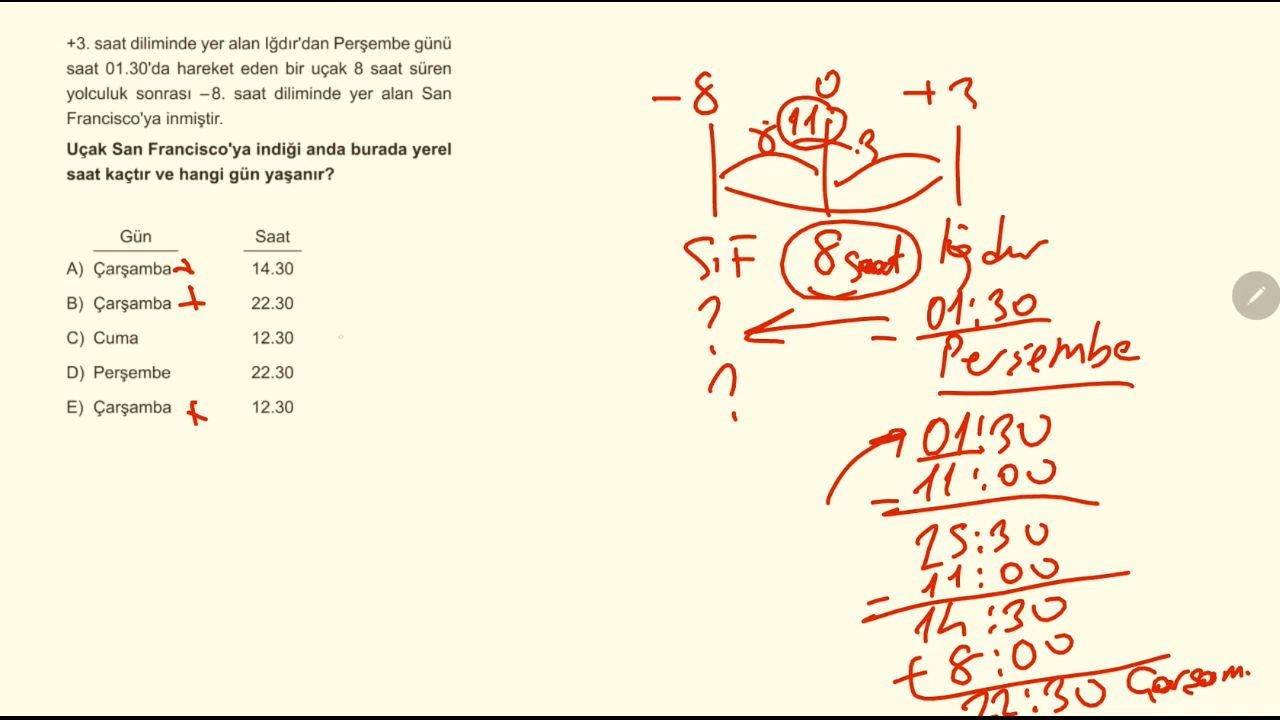 +3. saat diliminde yer alan Iğdır'dan Perşembe günü
saat 01.30'da hareket eden bir uçak 8 saat süren
yolculuk sonrası –8. saat diliminde yer alan San
Francisco'ya inmiştir.
Uçak San Francisco'ya indiği anda burada yerel
saat kaçtır ve hangi gün yaşanır?
Gün Saat
A) Çarşamba 14.30
B) Çarşamba + 22.30
C) Cuma 12.30
D) Perşembe 22.30
E) Çarşamba 12.30
-8 0 +3
8 11 3
S.F 8 saat Iğdır
? - 01:30
? Perşembe
01:30
- 11:00
25:30
- 11:00
14:30
+ 8:00
22:30 Çarşam.